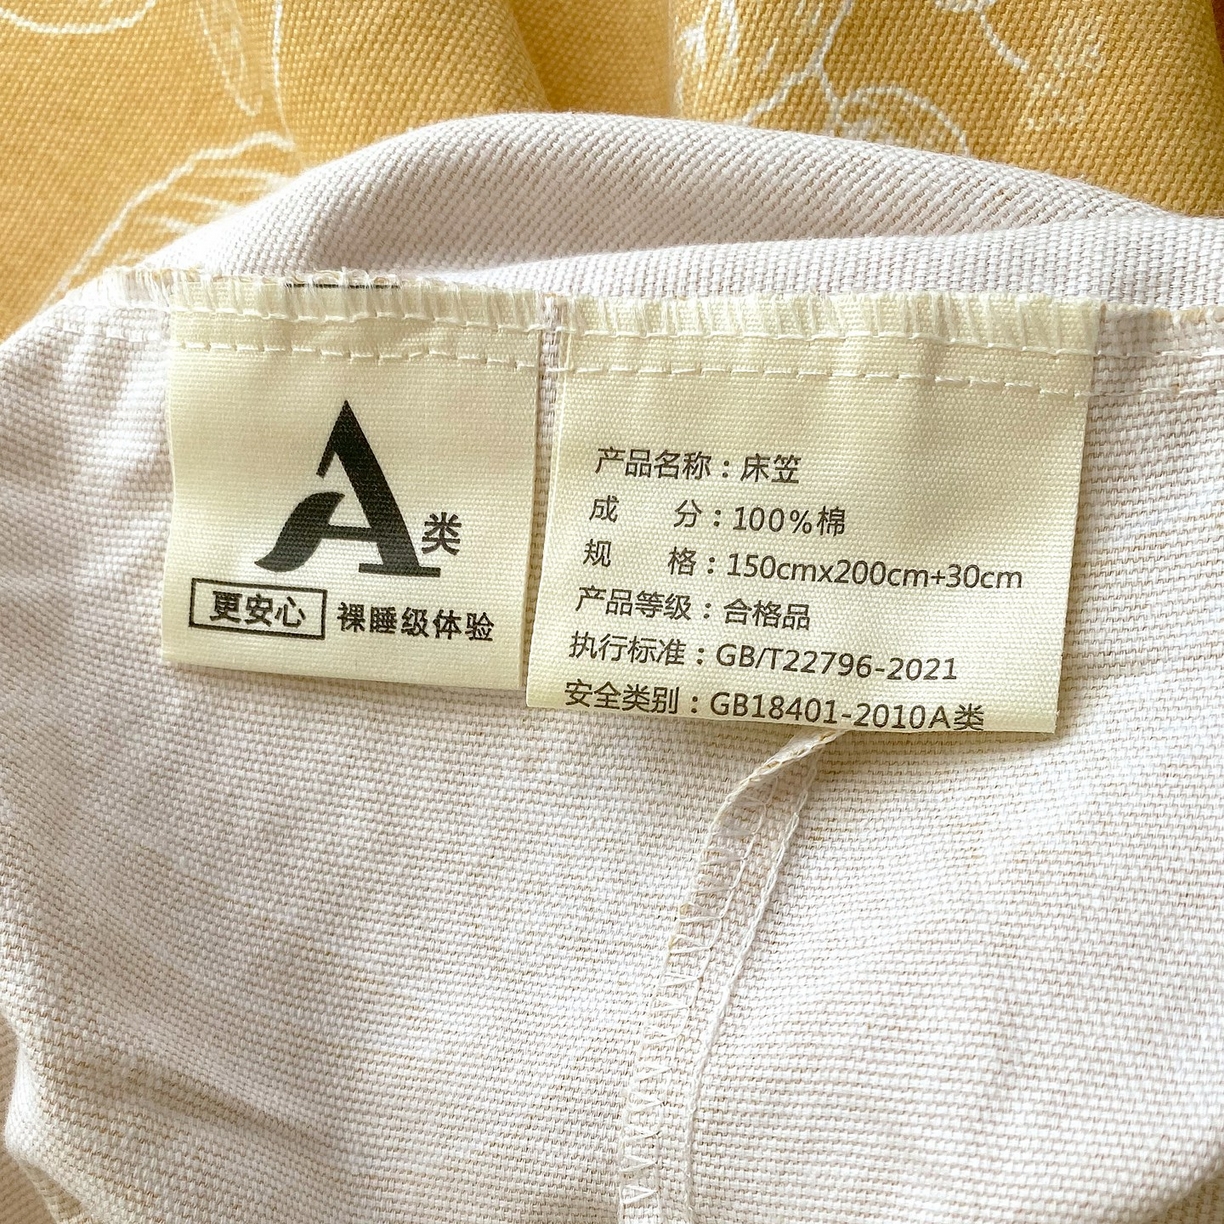 A类
更安心 裸睡级体验
产品名称：床笠
成 分：100%棉
规 格：150cmx200cm+30cm
产品等级：合格品
执行标准：GB/T22796-2021
安全类别：GB18401-2010A类